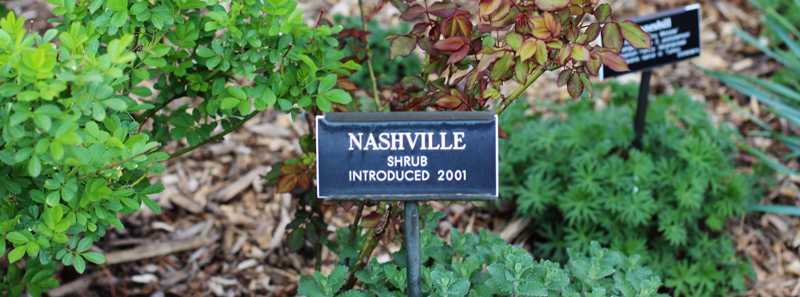 NASHVILLE
SHRUB
INTRODUCED 2001